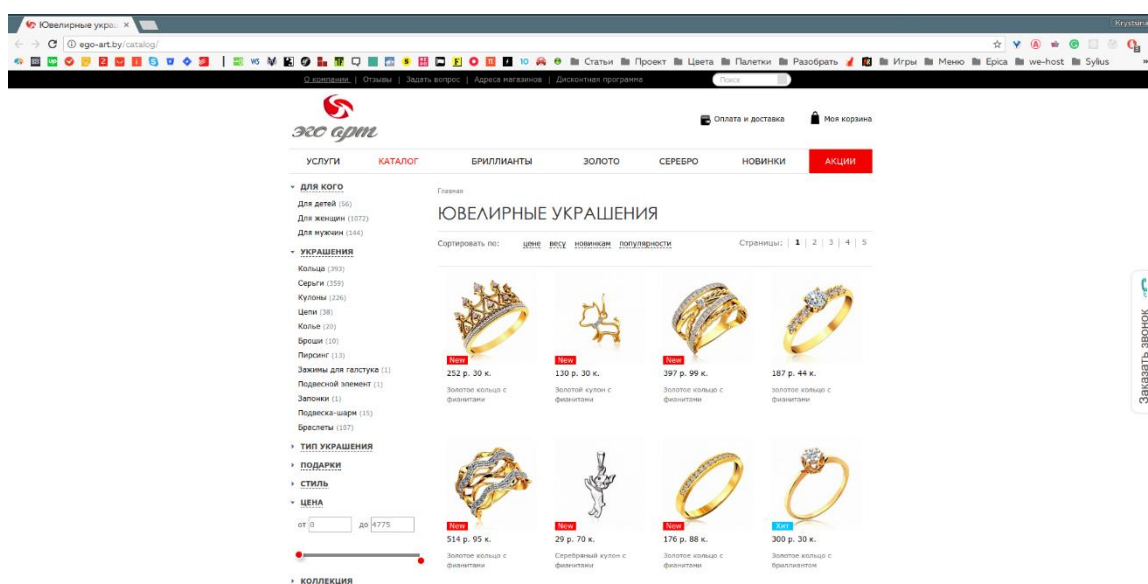 Ювелирные укра
Krystsina
ego-art.by/catalog/
Статьи Проект Цвета Палетки Разобрать Игры Меню Epica we-host Sylius
О компании | Отзывы | Задать вопрос | Адреса магазинов | Дисконтная программа
Поиск
эго арт
Оплата и доставка
Моя корзина
УСЛУГИ КАТАЛОГ БРИЛЛИАНТЫ ЗОЛОТО СЕРЕБРО НОВИНКИ АКЦИИ
ДЛЯ КОГО
Для детей (56)
Для женщин (1072)
Для мужчин (144)
УКРАШЕНИЯ
Кольца (393)
Серьги (359)
Кулоны (226)
Цепи (38)
Колье (20)
Броши (10)
Пирсинг (13)
Зажимы для галстука (1)
Подвесной элемент (1)
Запонки (1)
Подвеска-шарм (15)
Браслеты (107)
ТИП УКРАШЕНИЯ
ПОДАРКИ
СТИЛЬ
ЦЕНА
от 0 до 4775
КОЛЛЕКЦИЯ
Главная
ЮВЕЛИРНЫЕ УКРАШЕНИЯ
Сортировать по: цене весу новинкам популярности
Страницы: | 1 | 2 | 3 | 4 | 5
New
252 р. 30 к.
Золотое кольцо с
фианитами
New
130 р. 30 к.
Золотой кулон с
фианитами
New
397 р. 99 к.
Золотое кольцо с
фианитами
187 р. 44 к.
золотое кольцо с
фианитами
New
514 р. 95 к.
Золотое кольцо с
фианитами
New
29 р. 70 к.
Серебряный кулон с
фианитами
New
176 р. 88 к.
Золотое кольцо с
фианитами
Хит
300 р. 30 к.
Золотое кольцо с
бриллиантом
Заказать звонок